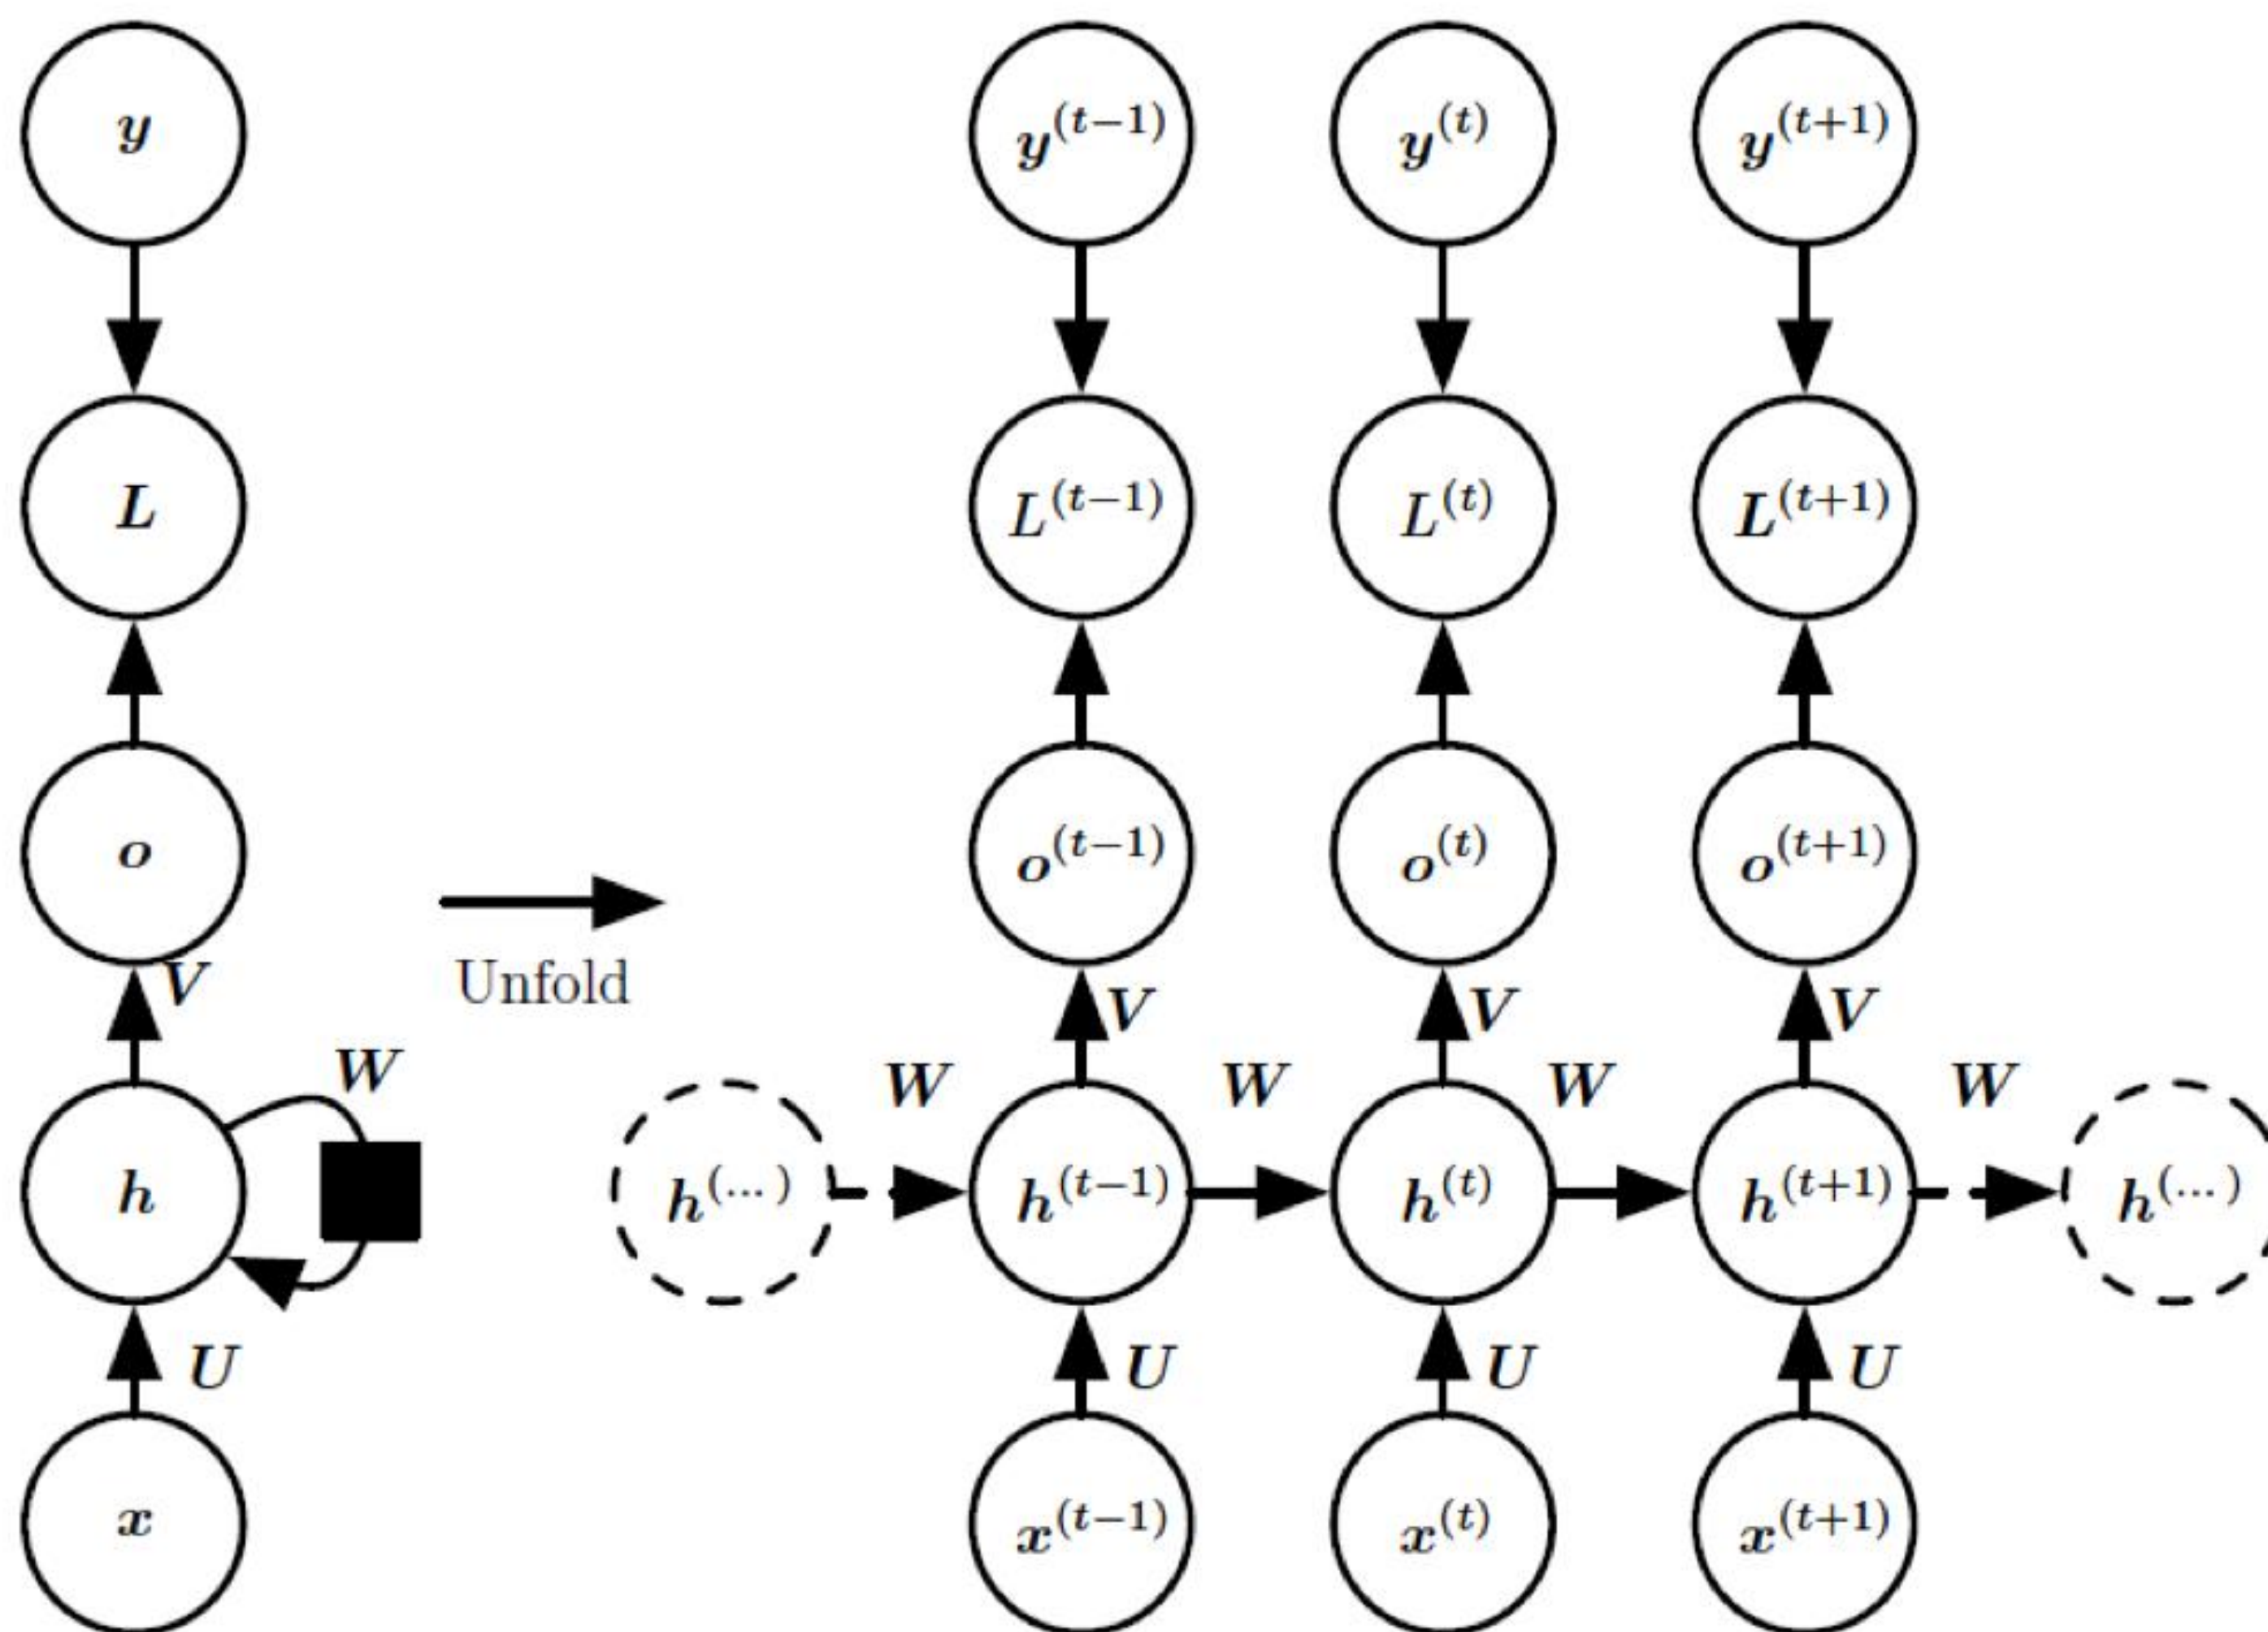 y y^(t−1) y^(t) y^(t+1)
L L^(t−1) L^(t) L^(t+1)
o o^(t−1) o^(t) o^(t+1)
V Unfold V V V
W W W W W
h h^(...) h^(t−1) h^(t) h^(t+1) h^(...)
U U U U
x x^(t−1) x^(t) x^(t+1)